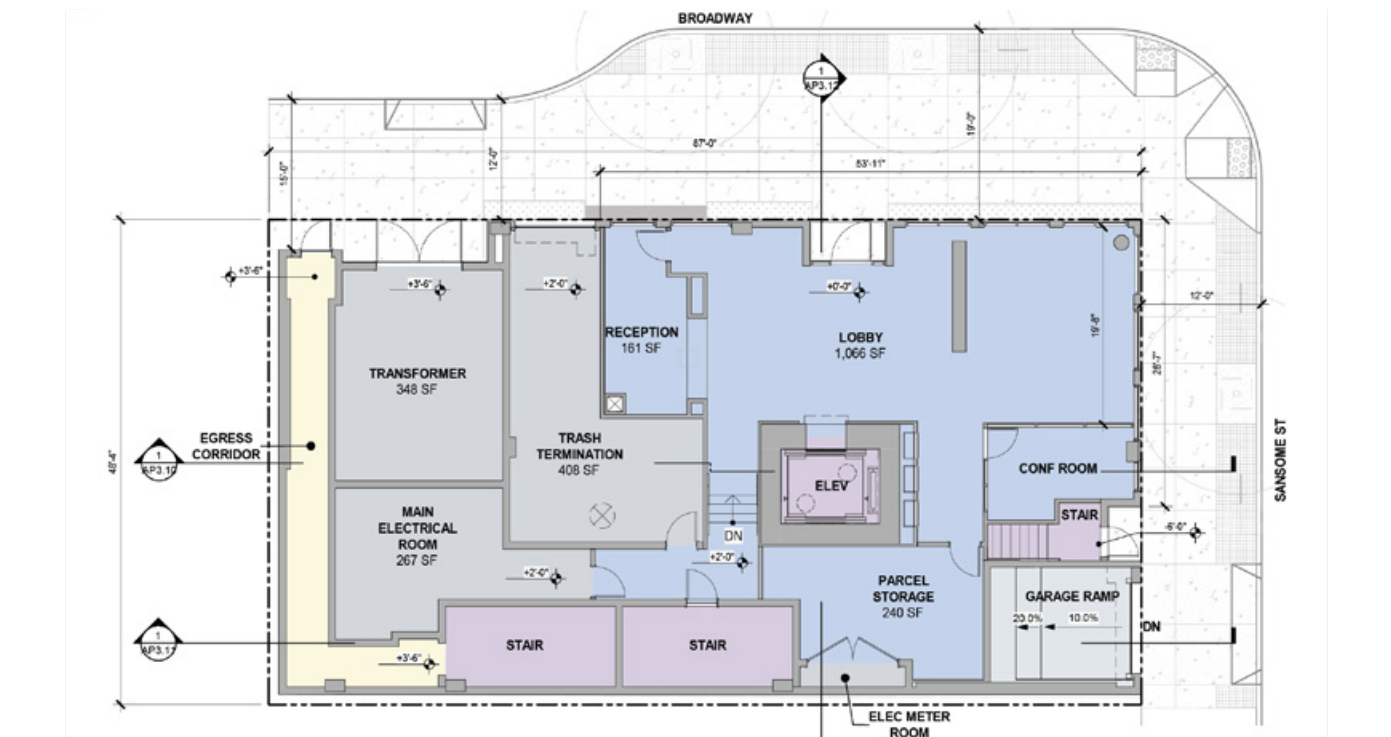 BROADWAY
1
AP3.12
19'-0"
87'-0"
53'-11"
15'-0"
12'-0"
+3'-6"
+3'-6"
+2'-0"
+0'-0"
12'-0"
RECEPTION
161 SF
LOBBY
1,066 SF
19'-8"
TRANSFORMER
348 SF
EGRESS
CORRIDOR
1
AP3.10
48'-4"
TRASH
TERMINATION
408 SF
ELEV
CONF ROOM
SANSOME ST
STAIR
-6'-0"
MAIN
ELECTRICAL
ROOM
267 SF
DN
+2'-0"
+2'-0"
PARCEL
STORAGE
240 SF
GARAGE RAMP
20.0%
10.0%
DN
1
AP3.11
STAIR
STAIR
+3'-6"
ELEC METER
ROOM